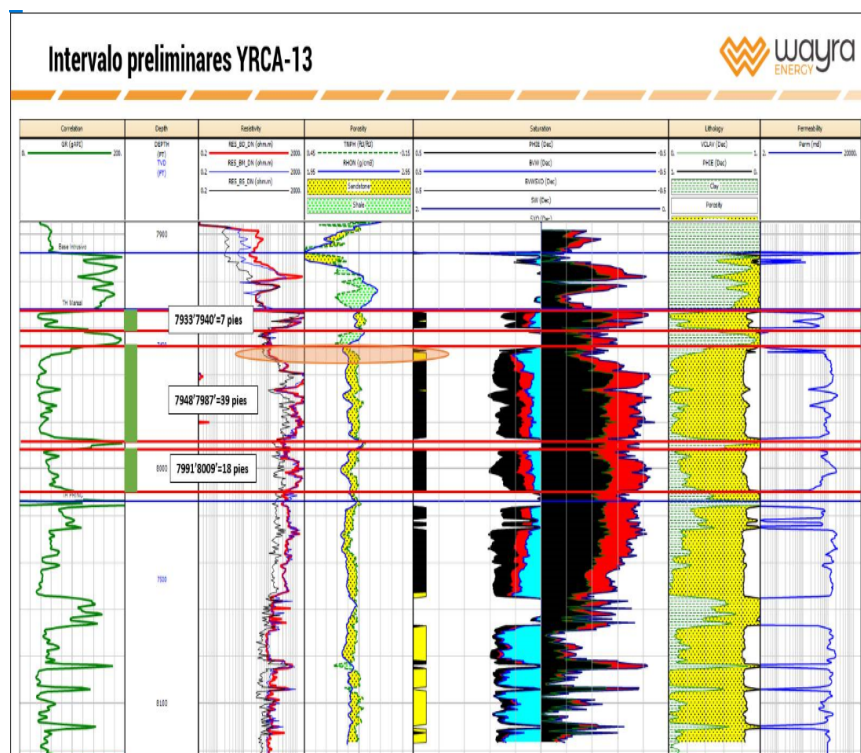 Intervalo preliminares YRCA-13
wayra
ENERGY
Correlation
Depth
Resistivity
Porosity
Saturation
Lithology
Permeability
GR (gAPI)
0. 200.
DEPTH
(FT)
TVD
(FT)
RES_BD_DN (ohm.m)
0.2 2000.
RES_BM_DN (ohm.m)
0.2 2000.
RES_BS_DN (ohm.m)
0.2 2000.
TNPH (ft3/ft3)
0.45 -0.15
RHON (g/cm3)
1.95 2.95
Sandstone
Shale
PHIE (Dec)
0.5 -0.5
BVW (Dec)
0.5 -0.5
BVWSXO (Dec)
0.5 -0.5
SW (Dec)
VCLAY (Dec)
0. 1.
PHIE (Dec)
1. 0.
Clay
Porosity
Perm (md)
2. 20000.
7900
Base Intrusivo
7933'7940'=7 pies
7948'7987'=39 pies
7991'8009'=18 pies
8000
8100